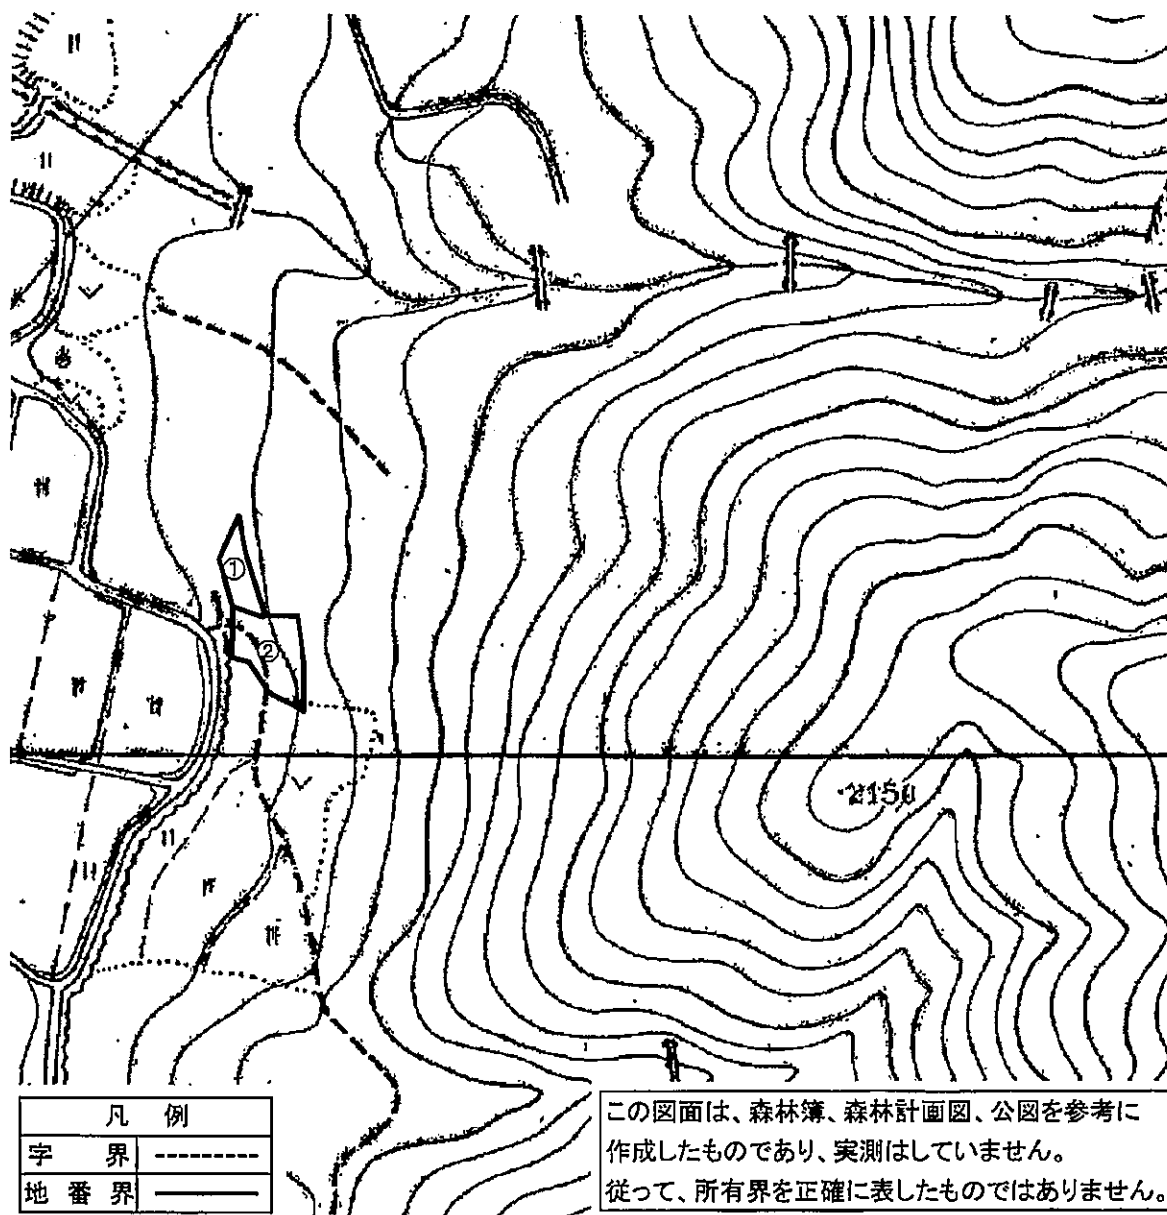 ①
②
凡 例
字 界
地 番 界
この図面は、森林簿、森林計画図、公図を参考に
作成したものであり、実測はしていません。
従って、所有界を正確に表したものではありません。